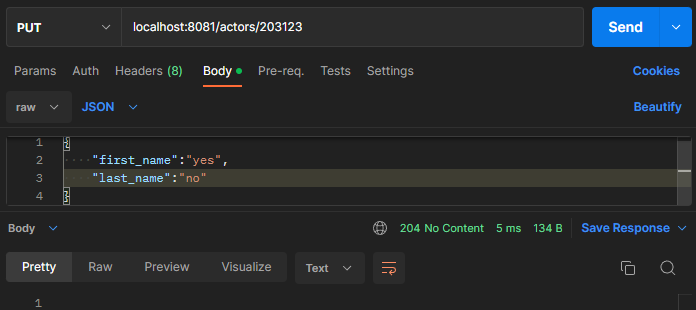 PUT localhost:8081/actors/203123 Send
Params Auth Headers (8) Body Pre-req. Tests Settings Cookies
raw JSON Beautify
1 {
2 ····"first_name":"yes",
3 ····"last_name":"no"
4 }
Body 204 No Content 5 ms 134 B Save Response
Pretty Raw Preview Visualize Text
1